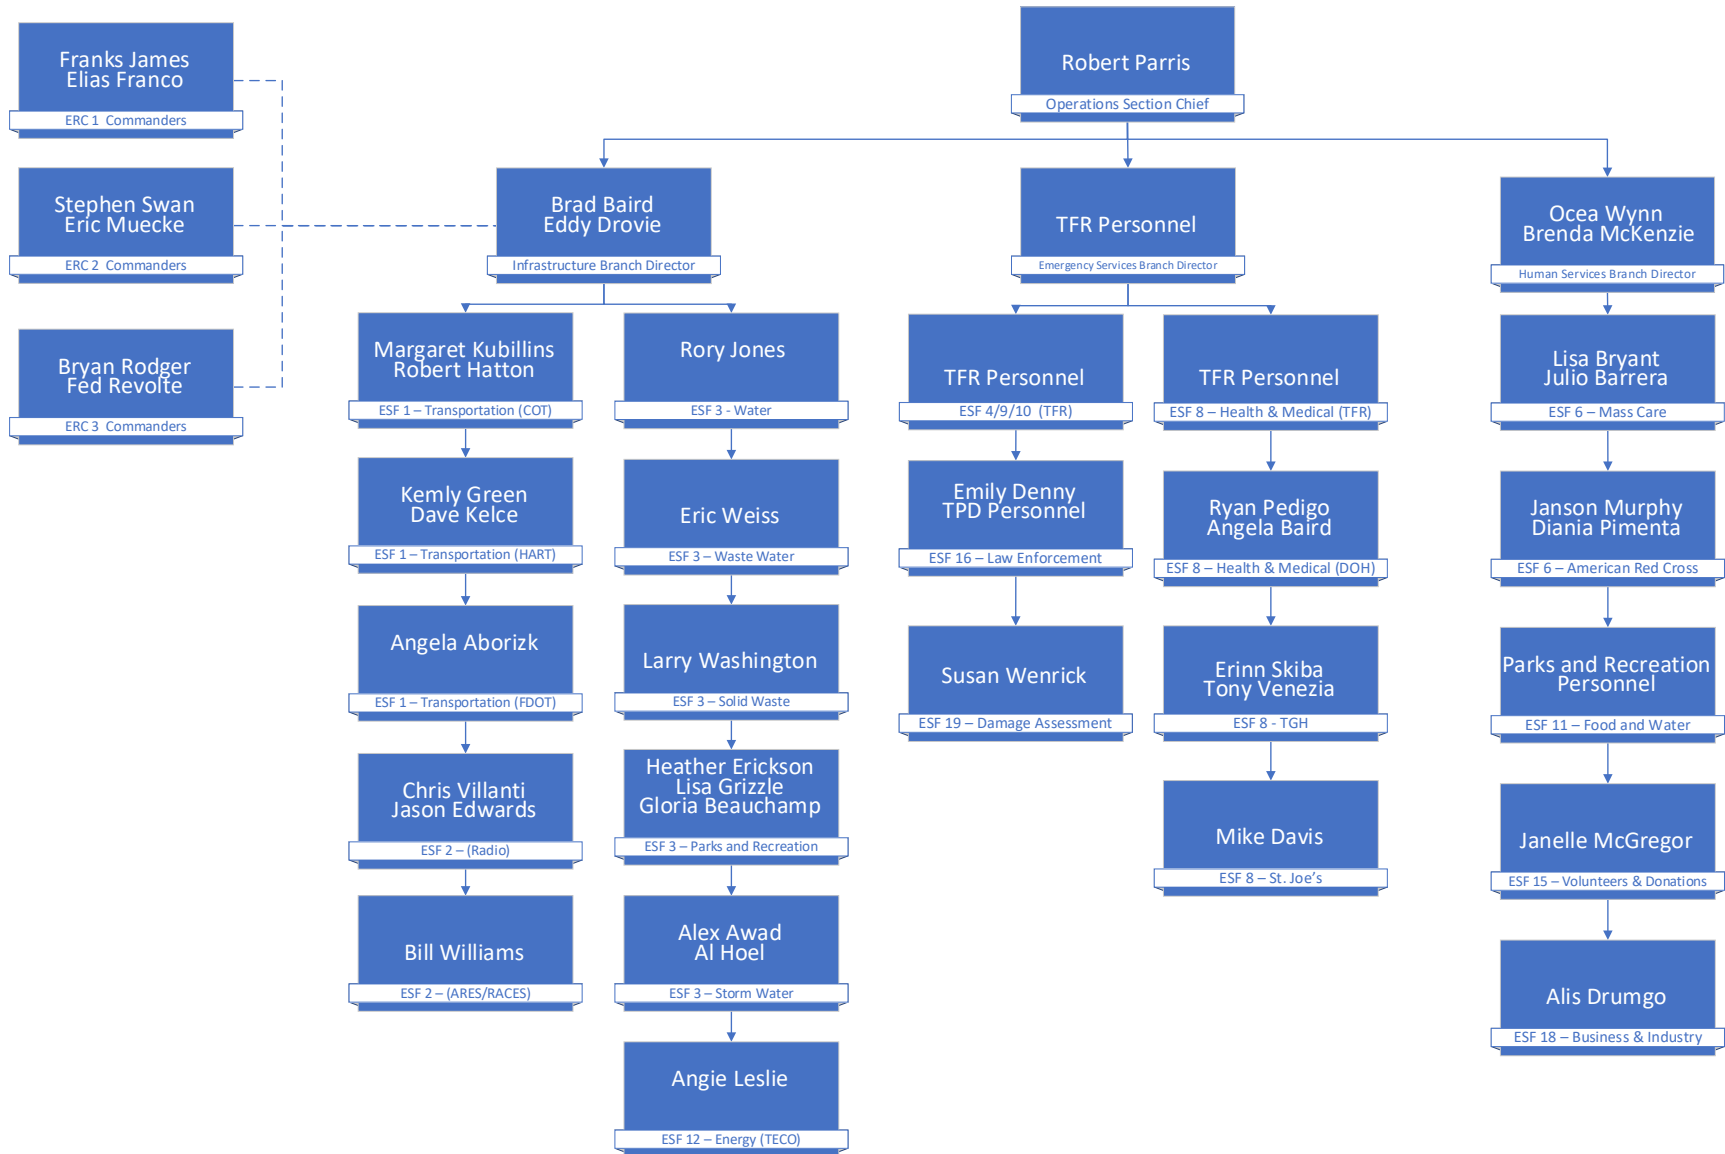 Franks James
Elias Franco
ERC 1  Commanders
Stephen Swan
Eric Muecke
ERC 2  Commanders
Bryan Rodger
Fed Revolte
ERC 3  Commanders
Robert Parris
Operations Section Chief
Brad Baird
Eddy Drovie
Infrastructure Branch Director
Margaret Kubillins
Robert Hatton
ESF 1 – Transportation (COT)
Kemly Green
Dave Kelce
ESF 1 – Transportation (HART)
Angela Aborizk
ESF 1 – Transportation (FDOT)
Chris Villanti
Jason Edwards
ESF 2 – (Radio)
Bill Williams
ESF 2 – (ARES/RACES)
Rory Jones
ESF 3 - Water
Eric Weiss
ESF 3 – Waste Water
Larry Washington
ESF 3 – Solid Waste
Heather Erickson
Lisa Grizzle
Gloria Beauchamp
ESF 3 – Parks and Recreation
Alex Awad
Al Hoel
ESF 3 – Storm Water
Angie Leslie
ESF 12 – Energy (TECO)
TFR Personnel
Emergency Services Branch Director
TFR Personnel
ESF 4/9/10  (TFR)
Emily Denny
TPD Personnel
ESF 16 – Law Enforcement
Susan Wenrick
ESF 19 – Damage Assessment
TFR Personnel
ESF 8 – Health & Medical (TFR)
Ryan Pedigo
Angela Baird
ESF 8 – Health & Medical (DOH)
Erinn Skiba
Tony Venezia
ESF 8 - TGH
Mike Davis
ESF 8 – St. Joe’s
Ocea Wynn
Brenda McKenzie
Human Services Branch Director
Lisa Bryant
Julio Barrera
ESF 6 – Mass Care
Janson Murphy
Diania Pimenta
ESF 6 – American Red Cross
Parks and Recreation
Personnel
ESF 11 – Food and Water
Janelle McGregor
ESF 15 – Volunteers & Donations
Alis Drumgo
ESF 18 – Business & Industry